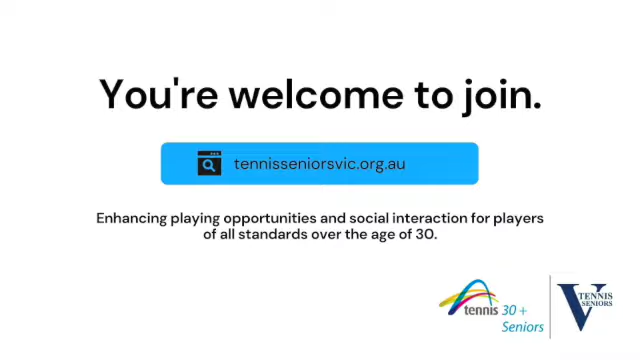 You're welcome to join.
tennisseniorsvic.org.au
Enhancing playing opportunities and social interaction for players
of all standards over the age of 30.
tennis 30 +
Seniors
V TENNIS
SENIORS